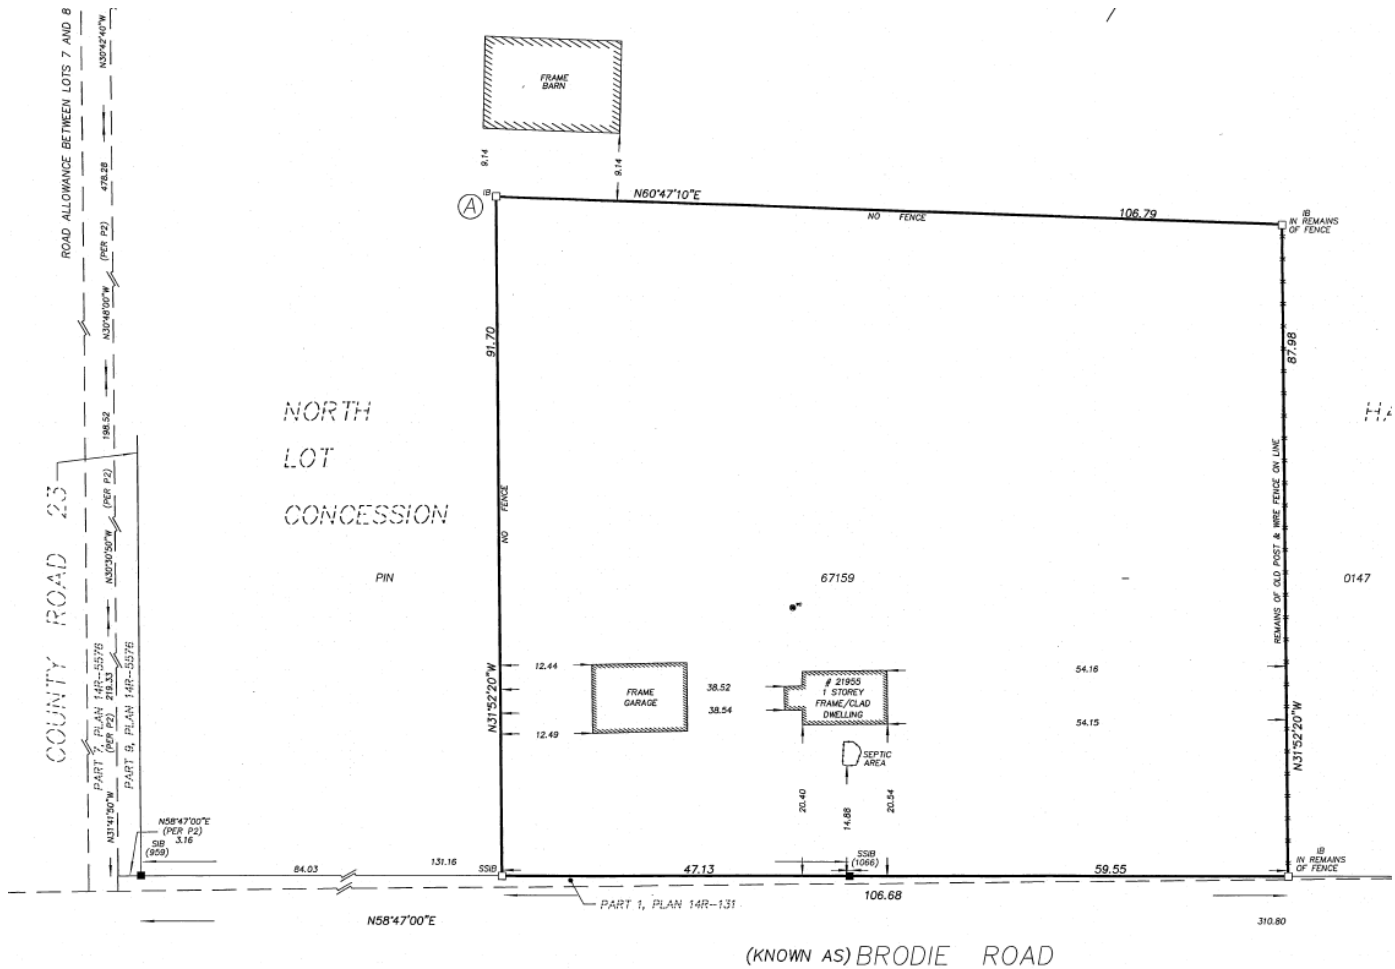 ROAD ALLOWANCE BETWEEN LOTS 7 AND 8
N30°42'40"W
478.28
(PER P2)
N30°48'00"W
198.52
(PER P2)
N30°30'50"W
219.33
(PER P2)
N31°41'50"W
COUNTY ROAD 23
PART 7, PLAN 14R-5576
PART 9, PLAN 14R-5576
FRAME
BARN
9.14
9.14
IB
A
N60°47'10"E
NO FENCE
106.79
IB
IN REMAINS
OF FENCE
91.70
87.98
NORTH
LOT
CONCESSION
HA
NO FENCE
REMAINS OF OLD POST & WIRE FENCE ON LINE
PIN
67159
-
0147
N31°52'20"W
12.44
FRAME
GARAGE
12.49
38.52
38.54
# 21955
1 STOREY
FRAME/CLAD
DWELLING
54.16
54.15
N31°52'20"W
SEPTIC
AREA
20.40
14.88
20.54
N58°47'00"E
(PER P2)
3.16
SIB
(959)
84.03
131.16
SSIB
47.13
SSIB
(1066)
59.55
IB
IN REMAINS
OF FENCE
PART 1, PLAN 14R-131
106.68
N58°47'00"E
310.80
(KNOWN AS) BRODIE ROAD